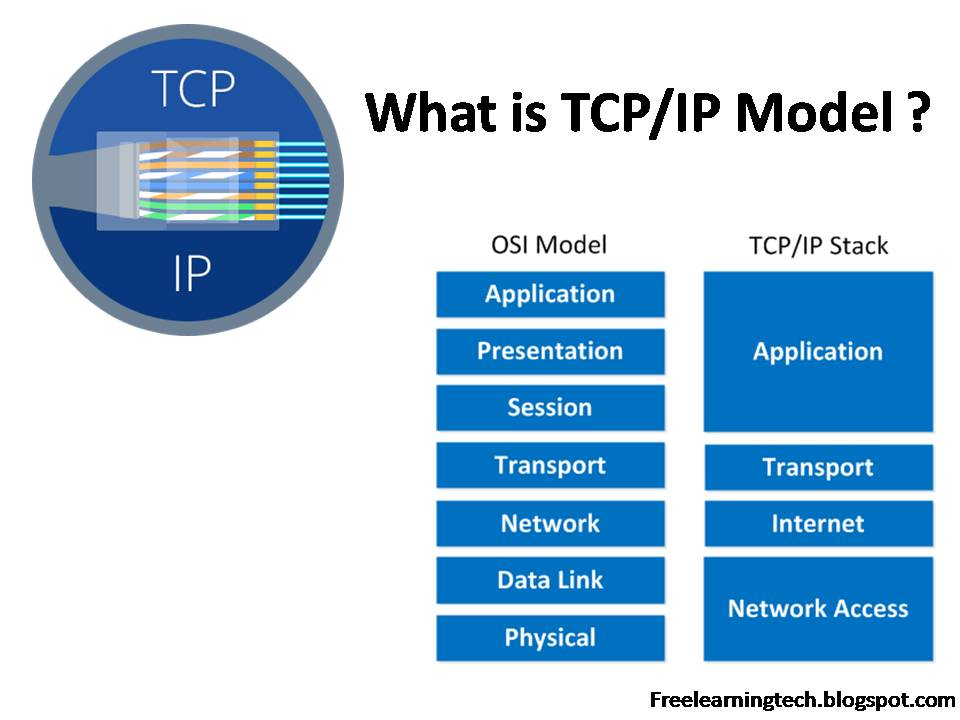 TCP
IP
What is TCP/IP Model ?
OSI Model
Application
Presentation
Session
Transport
Network
Data Link
Physical
TCP/IP Stack
Application
Transport
Internet
Network Access
Freelearningtech.blogspot.com